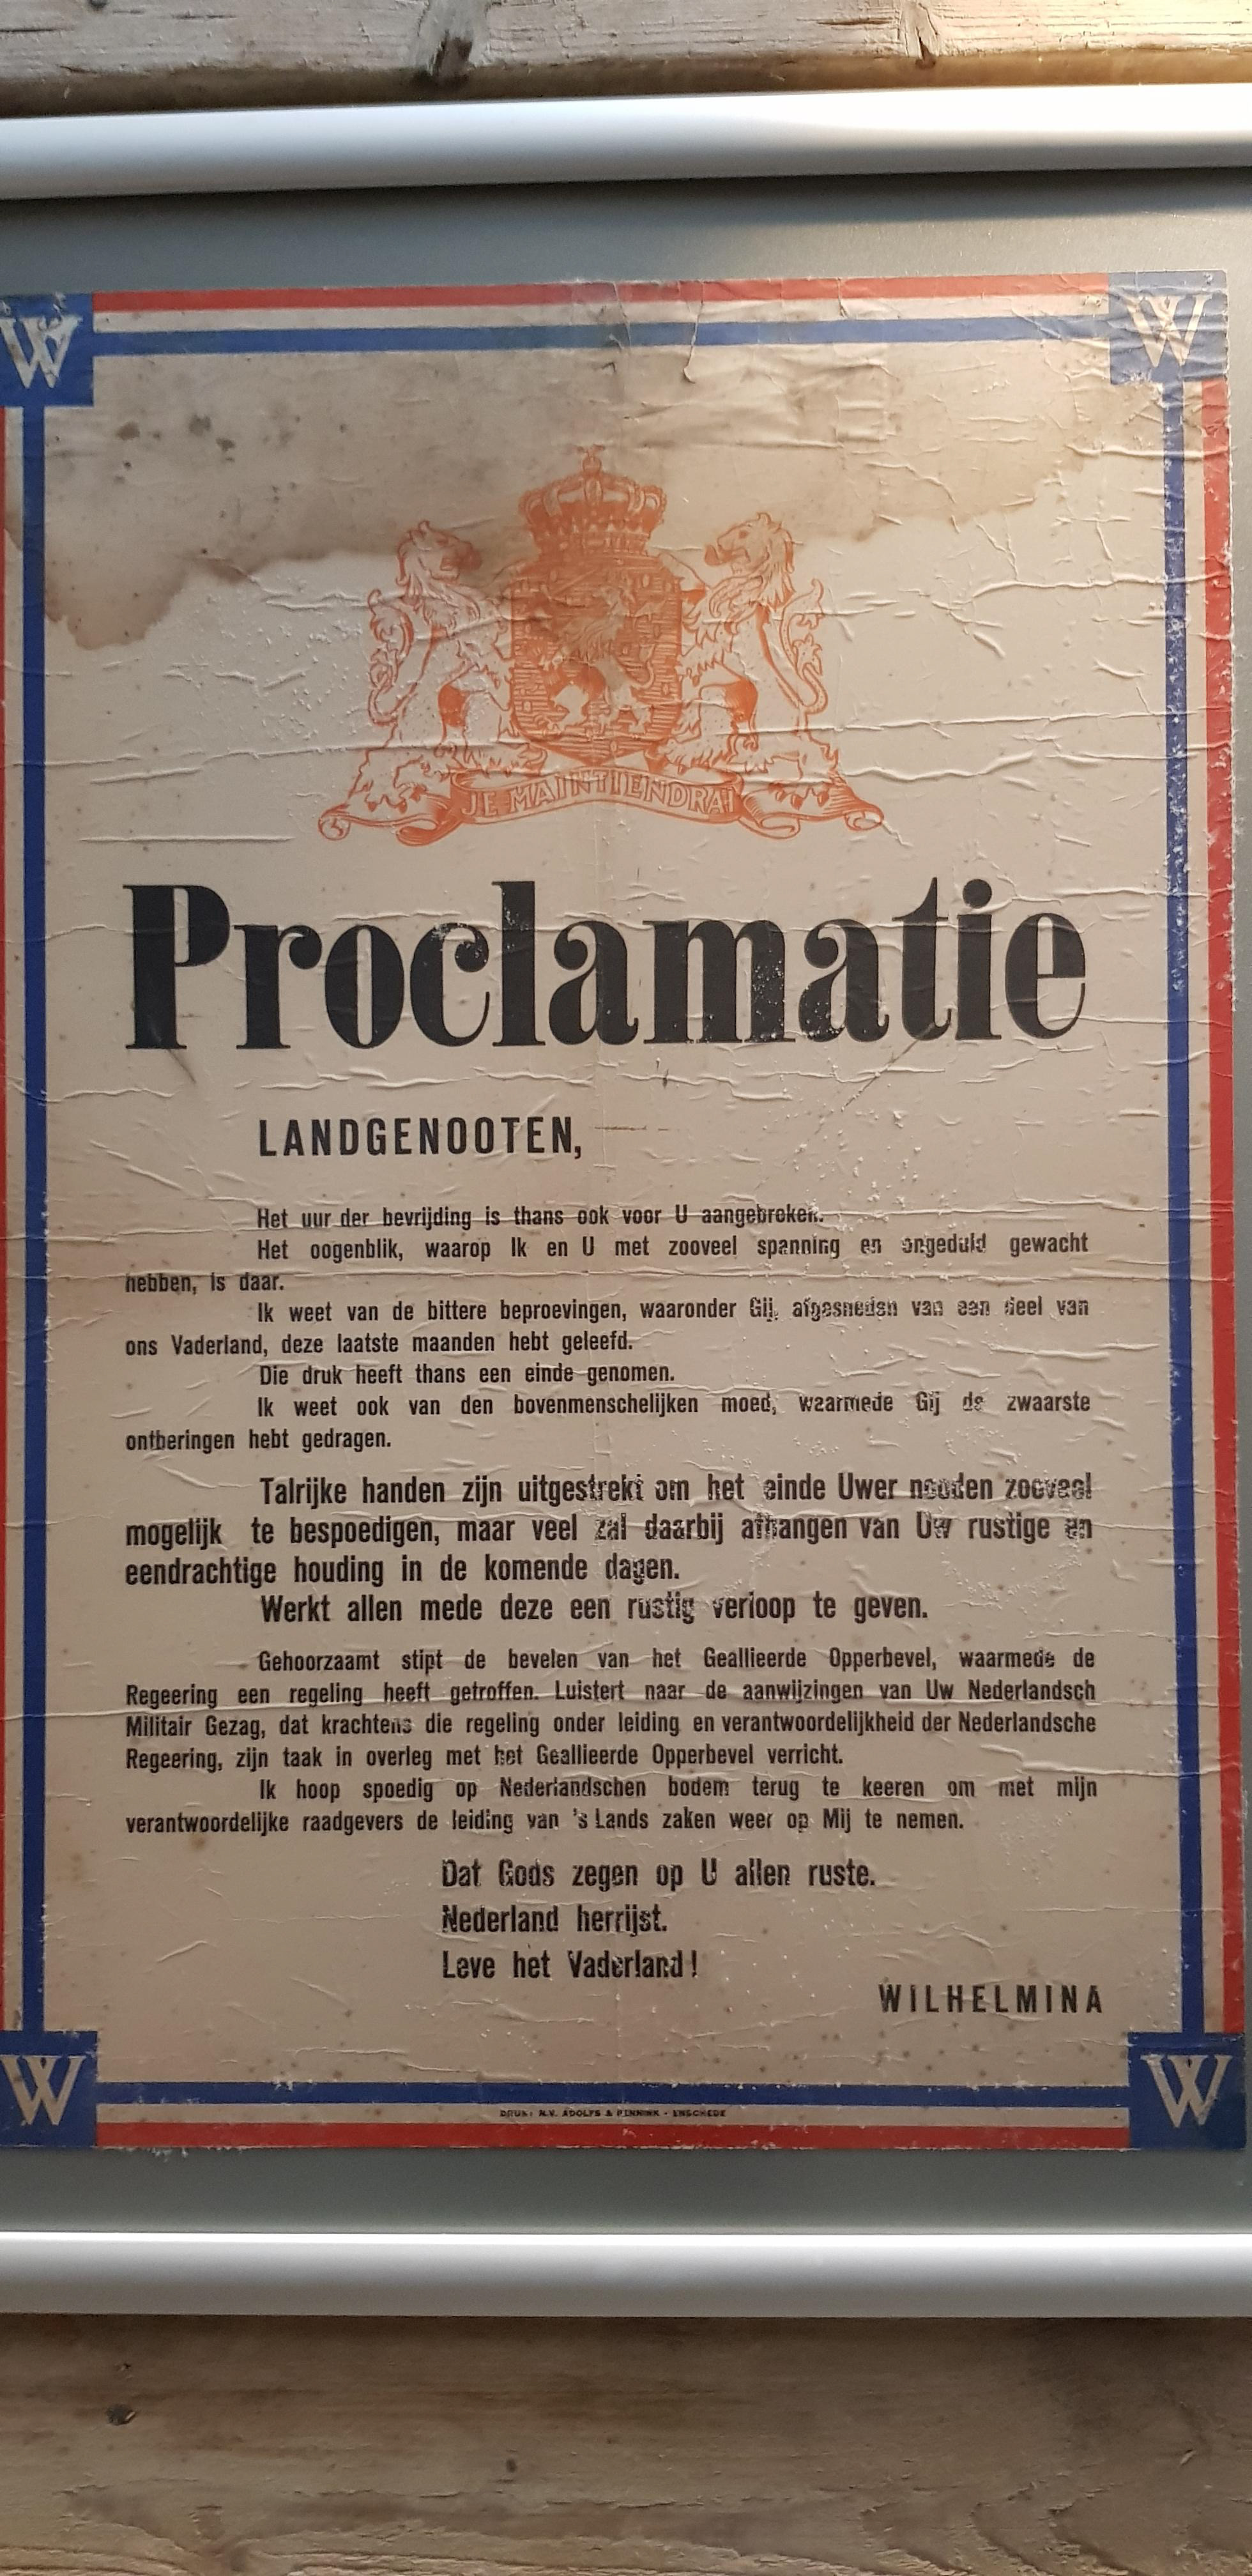 W W
JE MAINTIENDRAI
Proclamatie
LANDGENOOTEN,
Het uur der bevrijding is thans ook voor U aangebroken.
Het oogenblik, waarop Ik en U met zooveel spanning en ongeduld gewacht
hebben, is daar.
Ik weet van de bittere beproevingen, waaronder Gij, afgesneden van een deel van
ons Vaderland, deze laatste maanden hebt geleefd.
Die druk heeft thans een einde genomen.
Ik weet ook van den bovenmenschelijken moed, waarmede Gij de zwaarste
ontberingen hebt gedragen.
Talrijke handen zijn uitgestrekt om het einde Uwer nooden zooveel
mogelijk te bespoedigen, maar veel zal daarbij afhangen van Uw rustige en
eendrachtige houding in de komende dagen.
Werkt allen mede deze een rustig verloop te geven.
Gehoorzaamt stipt de bevelen van het Geallieerde Opperbevel, waarmede de
Regeering een regeling heeft getroffen. Luistert naar de aanwijzingen van Uw Nederlandsch
Militair Gezag, dat krachtens die regeling onder leiding en verantwoordelijkheid der Nederlandsche
Regeering, zijn taak in overleg met het Geallieerde Opperbevel verricht.
Ik hoop spoedig op Nederlandschen bodem terug te keeren om met mijn
verantwoordelijke raadgevers de leiding van 's Lands zaken weer op Mij te nemen.
Dat Gods zegen op U allen ruste.
Nederland herrijst.
Leve het Vaderland!
WILHELMINA
W W
DRUK: N.V. ADOLFS & PENNINK - ENSCHEDE